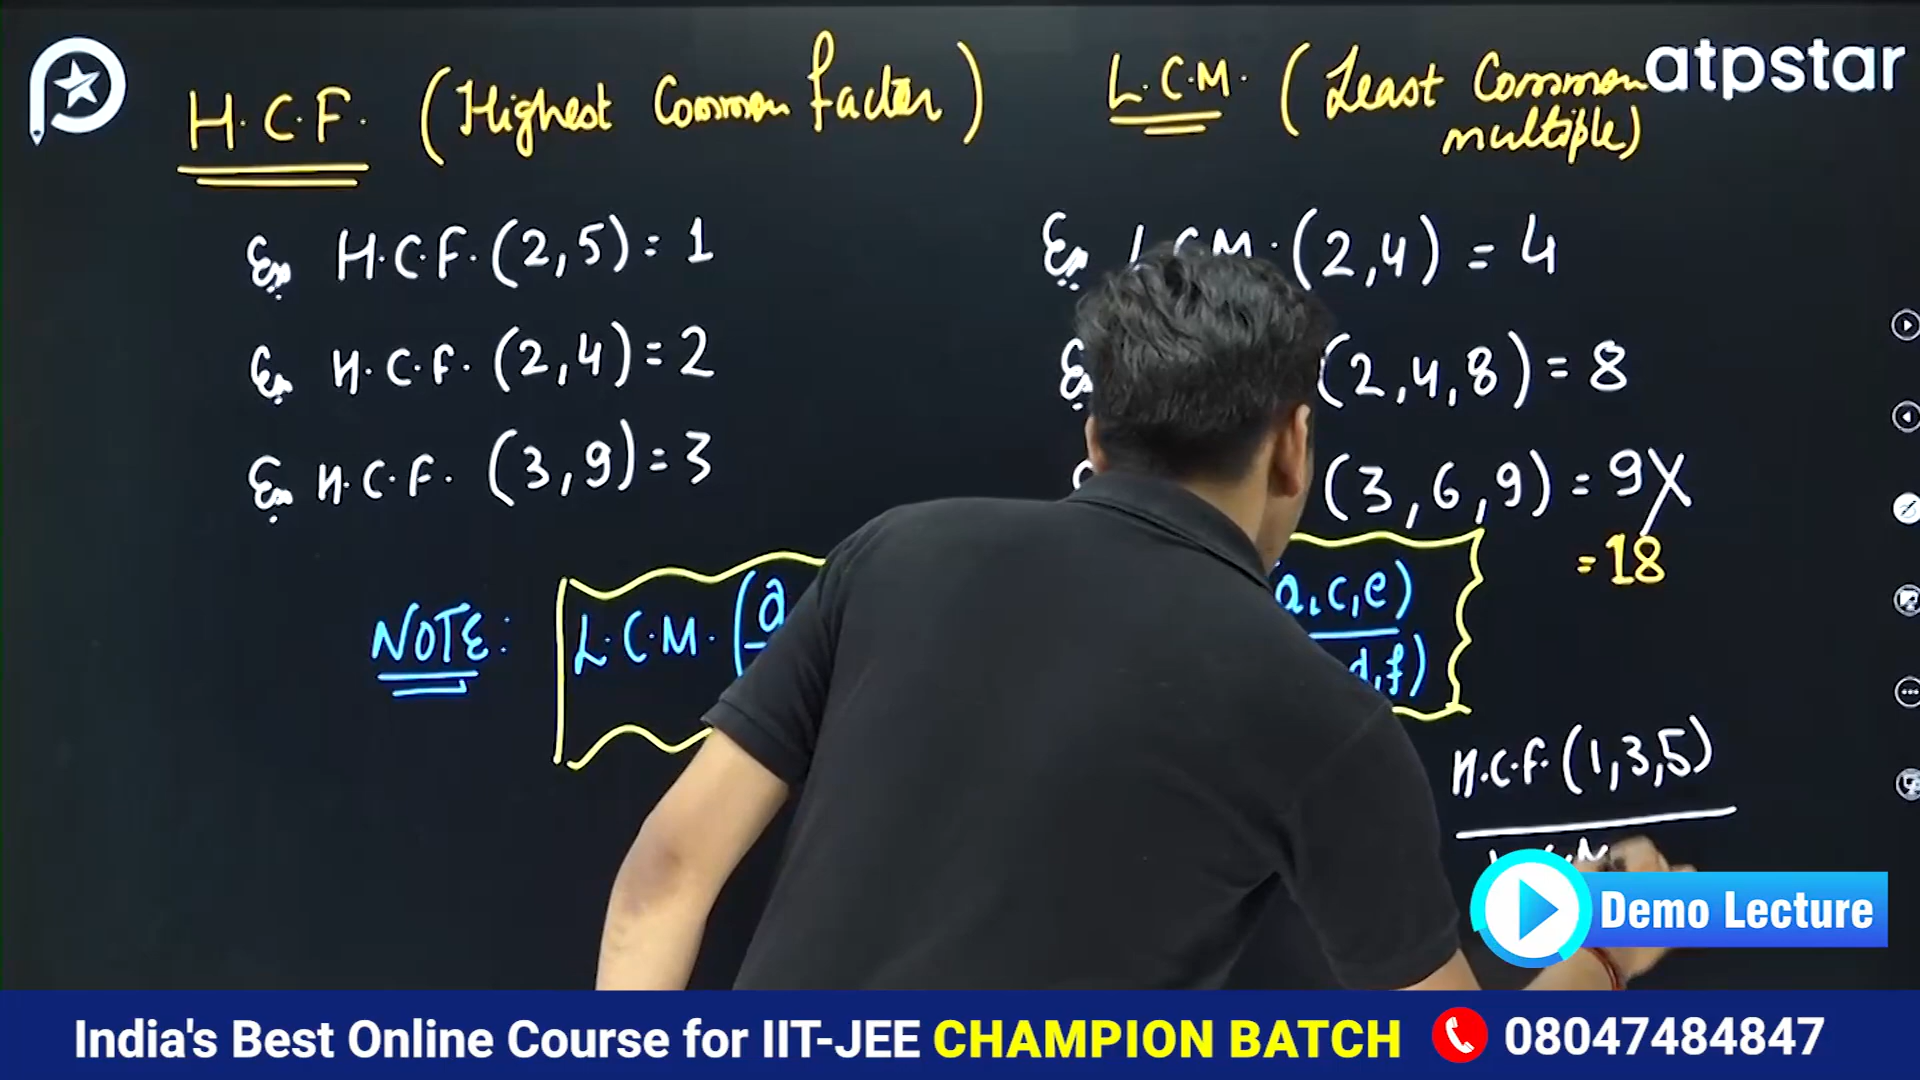 atpstar
H.C.F. (Highest Common factor)
L.C.M. (Least Common
multiple)
Ex H.C.F. (2,5) = 1
Ex H.C.F. (2,4) = 2
Ex H.C.F. (3,9) = 3
Ex L.C.M. (2,4) = 4
Ex (2,4,8) = 8
(3,6,9) = 9X
= 18
NOTE: L.C.M. (a
a,c,e)
d,f)
H.C.F. (1,3,5)
Demo Lecture
India's Best Online Course for IIT-JEE CHAMPION BATCH 08047484847